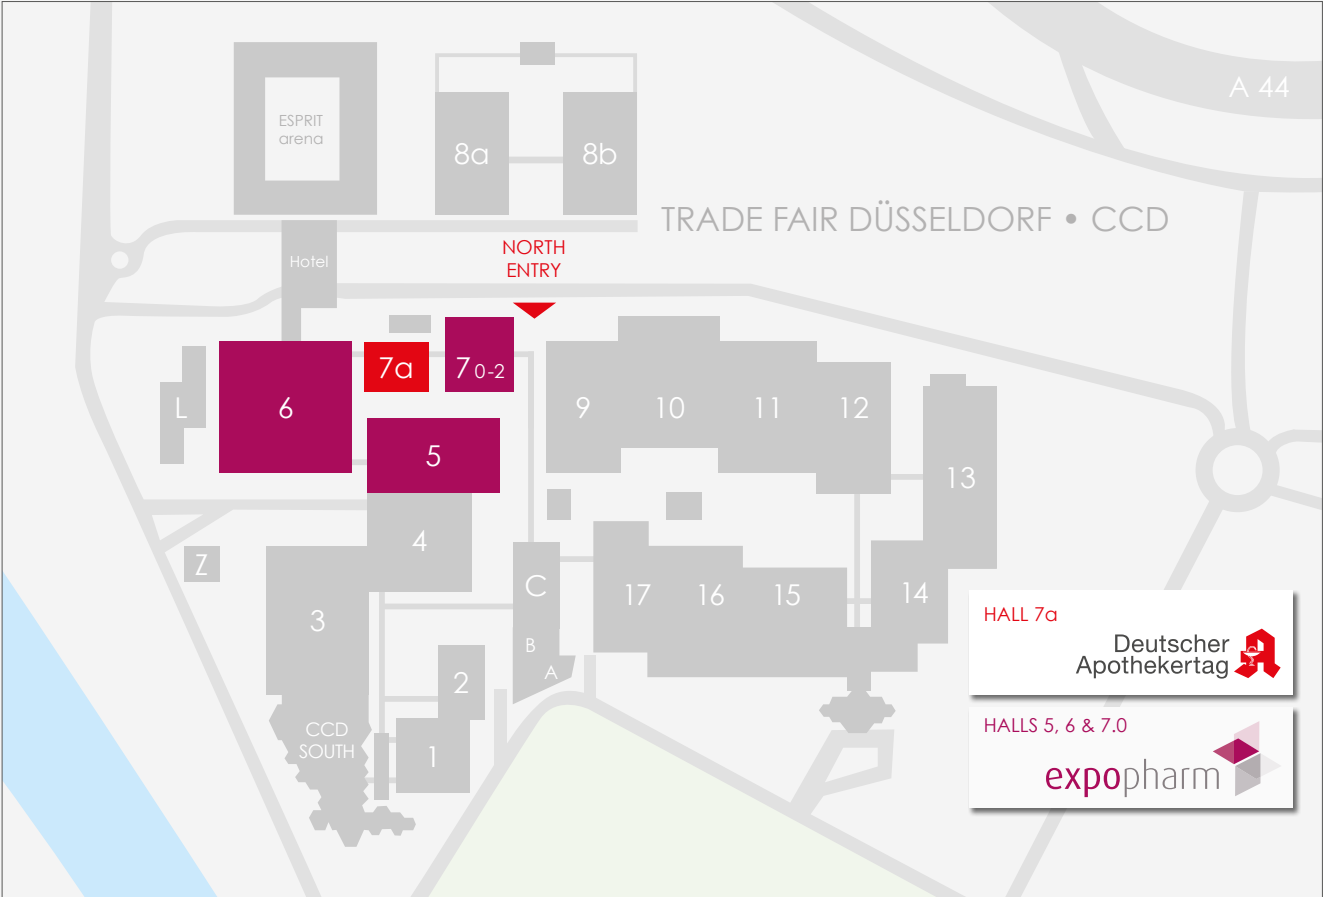 A 44
ESPRIT
arena
8a
8b
TRADE FAIR DÜSSELDORF • CCD
Hotel
NORTH
ENTRY
7a
7 0-2
L
6
9
10
11
12
5
13
4
Z
C
17
16
15
14
3
B
A
2
CCD
SOUTH
1
HALL 7a
Deutscher
Apothekertag
HALLS 5, 6 & 7.0
expopharm